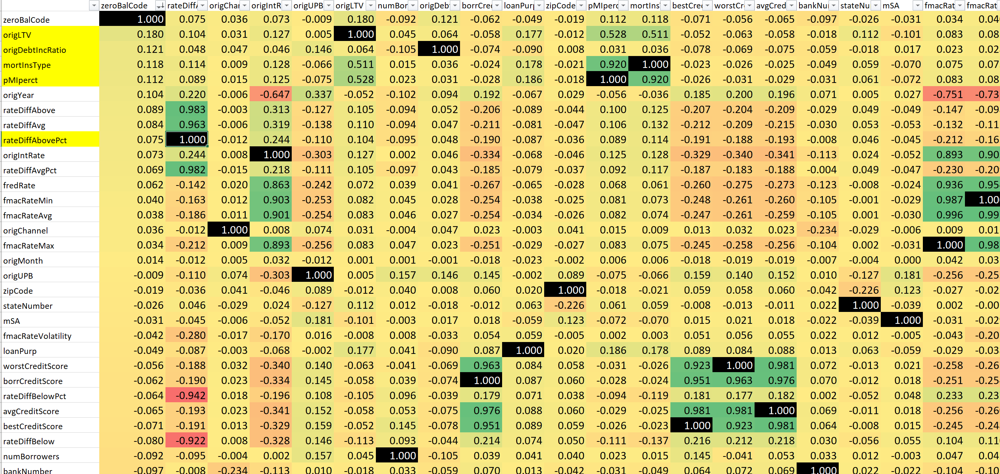 zeroBalCode rateDiffA origChan origIntR origUPB origLTV numBor origDeb borrCre loanPurp zipCode pMIperc mortIns bestCre worstCr avgCred bankNu stateNu mSA fmacRat fmacRat
zeroBalCode 1.000 0.075 0.036 0.073 -0.009 0.180 -0.092 0.121 -0.062 -0.049 -0.019 0.112 0.118 -0.071 -0.056 -0.065 -0.097 -0.026 -0.031 0.034 0.04
origLTV 0.180 0.104 0.031 0.127 0.005 1.000 0.045 0.064 -0.058 0.177 -0.012 0.528 0.511 -0.052 -0.063 -0.058 -0.018 0.112 -0.101 0.083 0.08
origDebtIncRatio 0.121 0.048 0.047 0.046 0.146 0.064 -0.105 1.000 -0.074 -0.090 0.008 0.031 0.036 -0.078 -0.069 -0.075 -0.059 -0.018 0.017 0.023 0.02
mortInsType 0.118 0.114 0.009 0.128 -0.066 0.511 0.015 0.036 -0.024 0.178 -0.021 0.920 1.000 -0.023 -0.026 -0.025 -0.049 0.059 -0.070 0.075 0.07
pMIperct 0.112 0.089 0.015 0.125 -0.075 0.528 0.023 0.031 -0.028 0.186 -0.018 1.000 0.920 -0.026 -0.031 -0.029 -0.031 0.061 -0.072 0.083 0.08
origYear 0.104 0.220 -0.006 -0.647 0.337 -0.052 -0.102 0.094 0.192 -0.067 0.029 -0.056 -0.036 0.185 0.200 0.196 0.071 0.005 0.027 -0.751 -0.73
rateDiffAbove 0.089 0.983 -0.003 0.313 -0.127 0.105 -0.094 0.052 -0.206 -0.089 -0.044 0.100 0.125 -0.207 -0.204 -0.209 -0.029 0.049 -0.049 -0.147 -0.09
rateDiffAvg 0.084 0.963 -0.006 0.319 -0.138 0.110 -0.094 0.047 -0.211 -0.081 -0.047 0.106 0.132 -0.212 -0.209 -0.215 -0.030 0.053 -0.053 -0.132 -0.11
rateDiffAbovePct 0.075 1.000 -0.012 0.244 -0.110 0.104 -0.095 0.048 -0.190 -0.087 -0.036 0.089 0.114 -0.191 -0.188 -0.193 -0.008 0.046 -0.045 -0.212 -0.16
origIntRate 0.073 0.244 0.008 1.000 -0.303 0.127 0.002 0.046 -0.334 -0.068 -0.046 0.125 0.128 -0.329 -0.340 -0.341 -0.113 0.024 -0.052 0.893 0.90
rateDiffAvgPct 0.069 0.982 -0.015 0.218 -0.111 0.105 -0.097 0.043 -0.185 -0.079 -0.037 0.092 0.117 -0.187 -0.183 -0.188 -0.004 0.049 -0.047 -0.230 -0.20
fredRate 0.062 -0.142 0.020 0.863 -0.242 0.072 0.039 0.041 -0.267 -0.065 -0.028 0.068 0.061 -0.260 -0.275 -0.273 -0.123 -0.008 -0.024 0.936 0.95
fmacRateMin 0.040 -0.163 0.012 0.903 -0.253 0.082 0.045 0.028 -0.254 -0.038 -0.025 0.081 0.073 -0.248 -0.261 -0.260 -0.105 -0.001 -0.029 0.987 1.00
fmacRateAvg 0.038 -0.186 0.011 0.901 -0.254 0.083 0.046 0.027 -0.254 -0.034 -0.026 0.082 0.074 -0.247 -0.261 -0.259 -0.105 0.001 -0.030 0.996 0.99
origChannel 0.036 -0.012 1.000 0.008 0.074 0.031 -0.004 0.047 0.023 -0.003 0.041 0.015 0.009 0.013 0.032 0.023 -0.234 -0.029 -0.006 0.009 0.01
fmacRateMax 0.034 -0.212 0.009 0.893 -0.256 0.083 0.047 0.023 -0.251 -0.029 -0.027 0.083 0.075 -0.245 -0.258 -0.256 -0.104 0.002 -0.031 1.000 0.98
origMonth 0.014 -0.012 0.005 0.032 -0.012 0.001 0.001 -0.001 -0.018 -0.023 -0.002 0.006 0.006 -0.018 -0.019 -0.019 -0.007 -0.004 0.000 0.042 0.03
origUPB -0.009 -0.110 0.074 -0.303 1.000 0.005 0.157 0.146 0.145 -0.002 0.089 -0.075 -0.066 0.159 0.140 0.152 0.010 -0.127 0.181 -0.256 -0.25
zipCode -0.019 -0.036 0.041 -0.046 0.089 -0.012 0.040 0.008 0.060 0.020 1.000 -0.018 -0.021 0.059 0.058 0.060 -0.042 -0.226 0.123 -0.027 -0.02
stateNumber -0.026 0.046 -0.029 0.024 -0.127 0.112 0.012 -0.018 -0.012 0.063 -0.226 0.061 0.059 -0.008 -0.013 -0.011 0.022 1.000 -0.039 0.002 -0.00
mSA -0.031 -0.045 -0.006 -0.052 0.181 -0.101 -0.003 0.017 0.018 -0.059 0.123 -0.072 -0.070 0.015 0.021 0.018 -0.022 -0.039 1.000 -0.031 -0.02
fmacRateVolatility -0.042 -0.280 -0.017 -0.170 0.016 -0.008 0.008 -0.033 0.054 0.059 -0.005 0.002 0.003 0.051 0.056 0.055 0.022 0.012 -0.005 -0.043 -0.20
loanPurp -0.049 -0.087 -0.003 -0.068 -0.002 0.177 0.041 -0.090 0.087 1.000 0.020 0.186 0.178 0.089 0.084 0.088 0.013 0.063 -0.059 -0.029 -0.03
worstCreditScore -0.056 -0.188 0.032 -0.340 0.140 -0.063 -0.041 -0.069 0.963 0.084 0.058 -0.031 -0.026 0.923 1.000 0.981 0.072 -0.013 0.021 -0.258 -0.26
borrCreditScore -0.062 -0.190 0.023 -0.334 0.145 -0.058 0.039 -0.074 1.000 0.087 0.060 -0.028 -0.024 0.951 0.963 0.976 0.070 -0.012 0.018 -0.251 -0.25
rateDiffBelowPct -0.064 -0.942 0.018 -0.196 0.108 -0.105 0.096 -0.039 0.179 0.071 0.038 -0.094 -0.119 0.181 0.177 0.182 0.002 -0.052 0.048 0.233 0.23
avgCreditScore -0.065 -0.193 0.023 -0.341 0.152 -0.058 0.053 -0.075 0.976 0.088 0.060 -0.029 -0.025 0.981 0.981 1.000 0.069 -0.011 0.018 -0.256 -0.26
bestCreditScore -0.071 -0.191 0.013 -0.329 0.159 -0.052 0.145 -0.078 0.951 0.089 0.059 -0.026 -0.023 1.000 0.923 0.981 0.064 -0.008 0.015 -0.245 -0.24
rateDiffBelow -0.080 -0.922 0.008 -0.328 0.146 -0.113 0.093 -0.044 0.214 0.074 0.050 -0.111 -0.137 0.216 0.212 0.218 0.030 -0.056 0.055 0.104 0.11
numBorrowers -0.092 -0.095 -0.004 0.002 0.157 0.045 1.000 -0.105 0.039 0.041 0.040 0.023 0.015 0.145 -0.041 0.053 0.033 0.012 -0.003 0.047 0.04
bankNumber -0.097 -0.008 -0.234 -0.113 0.010 -0.018 0.033 -0.059 0.070 0.013 -0.042 -0.031 -0.049 0.064 0.072 0.069 1.000 0.022 -0.022 -0.104 -0.10